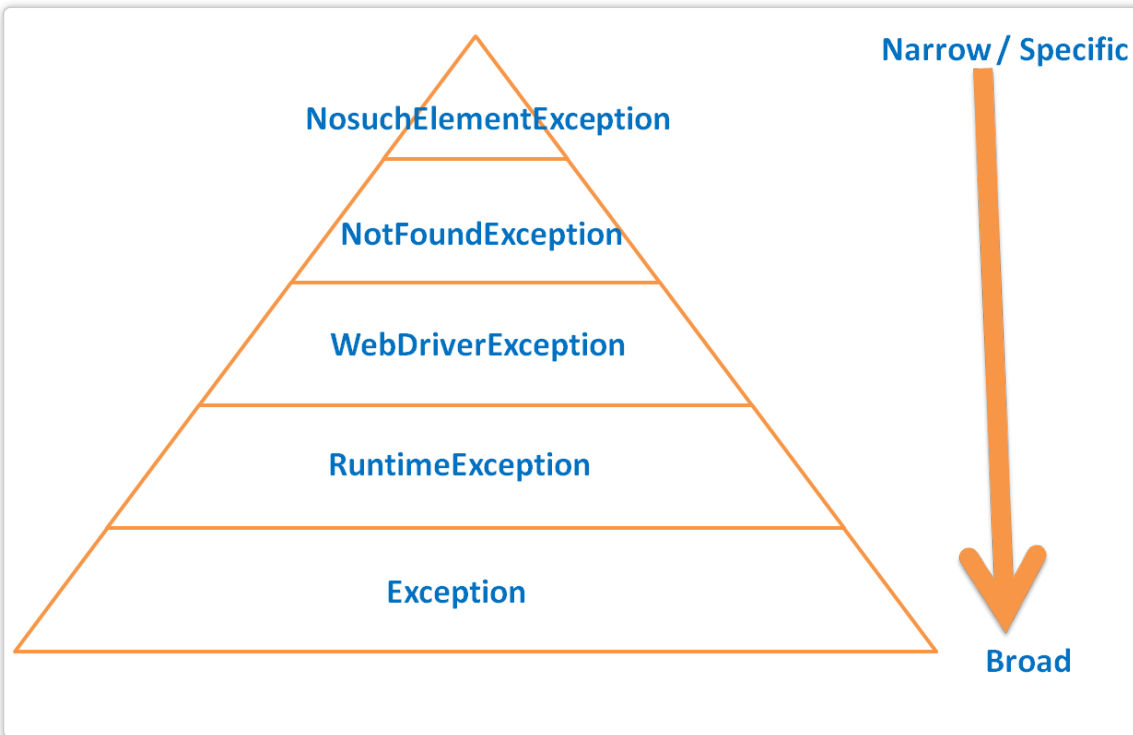 Narrow / Specific
NosuchElementException
NotFoundException
WebDriverException
RuntimeException
Exception
Broad